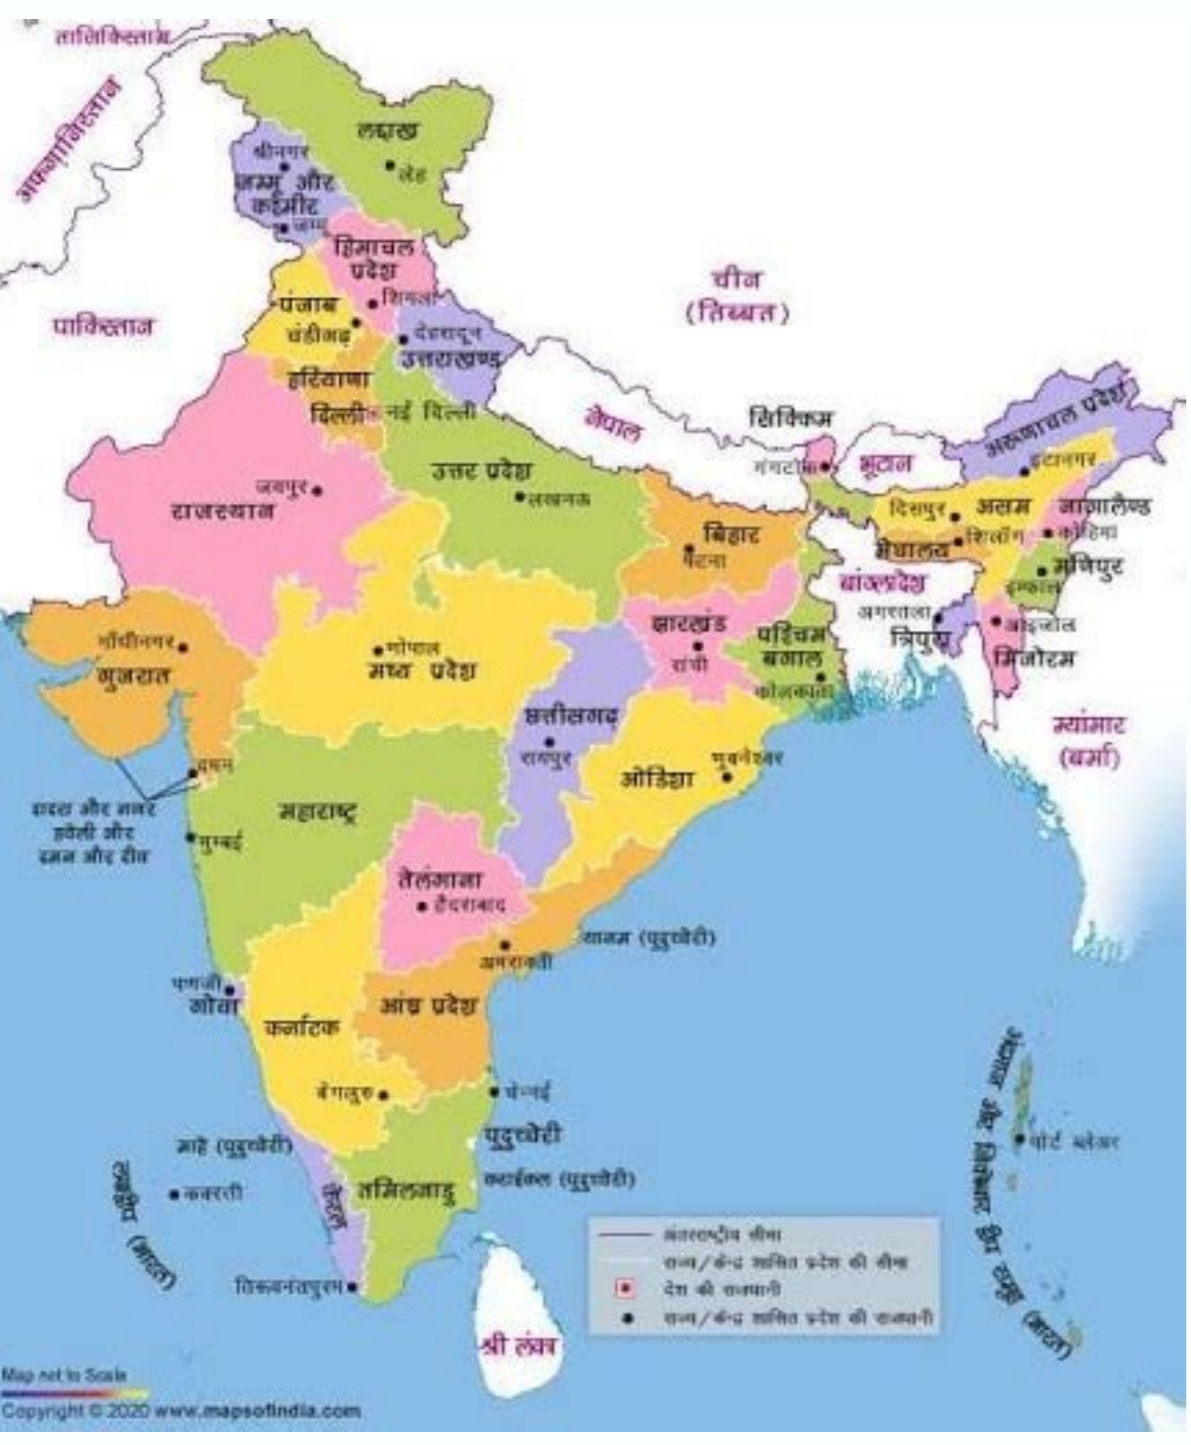 ताजिकिस्तान
अफगानिस्तान
लद्दाख
श्रीनगर
लेह
जम्मू और
कश्मीर
जम्मू
हिमाचल
प्रदेश
चीन
(तिब्बत)
पाकिस्तान
पंजाब
शिमला
चंडीगढ़
देहरादून
उत्तराखण्ड
हरियाणा
दिल्ली
नई दिल्ली
नेपाल
सिक्किम
अरुणाचल प्रदेश
गंगटोक
भूटान
इटानगर
उत्तर प्रदेश
जयपुर
लखनऊ
राजस्थान
दिसपुर
असम
नागालैण्ड
बिहार
शिलाँग
कोहिमा
पटना
मेघालय
मणिपुर
बांग्लादेश
इम्फाल
अगरतला
आइजोल
गाँधीनगर
भोपाल
झारखंड
पश्चिम
बंगाल
त्रिपुरा
मिजोरम
गुजरात
मध्य प्रदेश
रांची
कोलकाता
छत्तीसगढ़
म्यांमार
(बर्मा)
रायपुर
भुवनेश्वर
दमन
ओडिशा
दादरा और नगर
हवेली और
दमन और दीव
महाराष्ट्र
मुम्बई
तेलंगाना
हैदराबाद
यानम (पुदुच्चेरी)
अमरावती
पणजी
गोवा
आंध्र प्रदेश
कर्नाटक
बेंगलुरु
चेन्नई
अंडमान और निकोबार द्वीप समूह (भारत)
पोर्ट ब्लेअर
माहे (पुदुच्चेरी)
पुदुच्चेरी
लक्षद्वीप (भारत)
कवरत्ती
केरल
तमिलनाडु
कराईकल (पुदुच्चेरी)
तिरूवनंतपुरम
श्री लंका
अंतरराष्ट्रीय सीमा
राज्य/केन्द्र शासित प्रदेश की सीमा
देश की राजधानी
राज्य/केन्द्र शासित प्रदेश की राजधानी
Map not to Scale
Copyright © 2020 www.mapsofindia.com